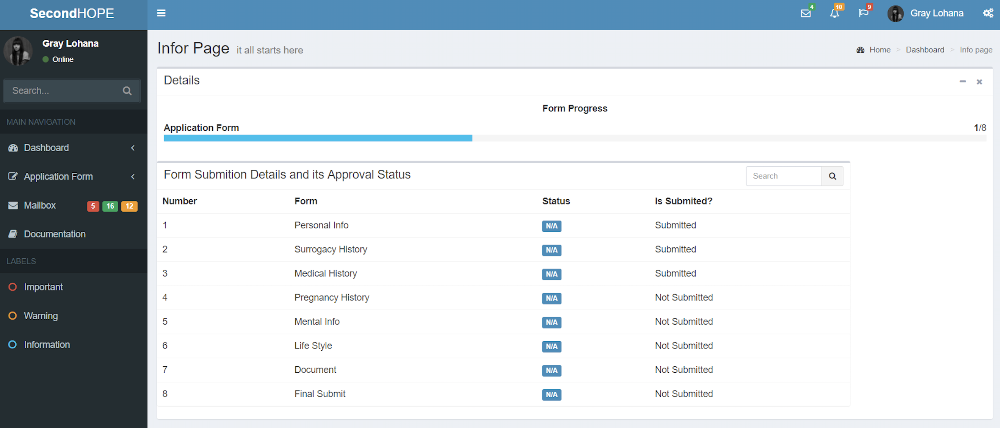 SecondHOPE
4
10
9
Gray Lohana
Gray Lohana
Online
Search...
MAIN NAVIGATION
Dashboard
Application Form
Mailbox 5 16 12
Documentation
LABELS
Important
Warning
Information
Infor Page it all starts here
Home > Dashboard > Info page
Details
Form Progress
Application Form 1/8
Form Submition Details and its Approval Status
Search
Number Form Status Is Submited?
1 Personal Info N/A Submitted
2 Surrogacy History N/A Submitted
3 Medical History N/A Submitted
4 Pregnancy History N/A Not Submitted
5 Mental Info N/A Not Submitted
6 Life Style N/A Not Submitted
7 Document N/A Not Submitted
8 Final Submit N/A Not Submitted